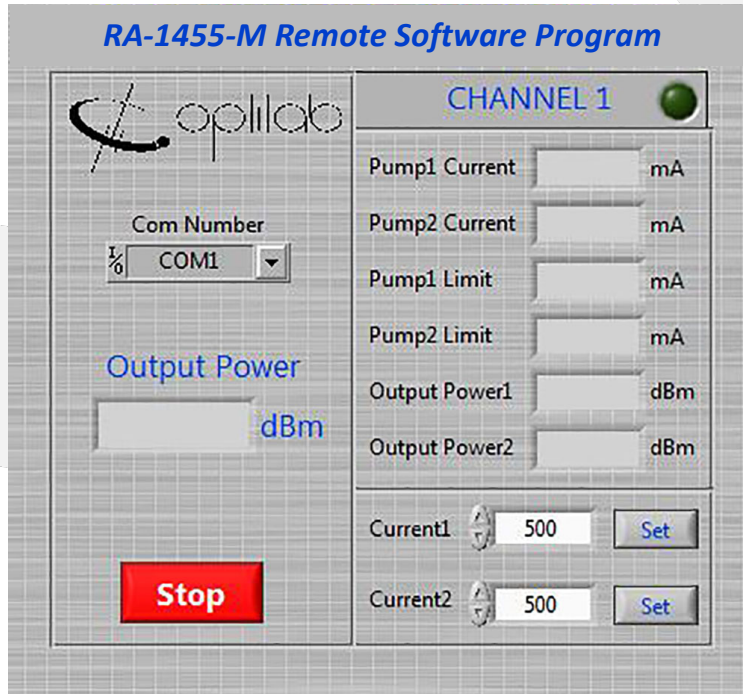 RA-1455-M Remote Software Program
optilab
Com Number
I/O COM1
Output Power
dBm
Stop
CHANNEL 1
Pump1 Current mA
Pump2 Current mA
Pump1 Limit mA
Pump2 Limit mA
Output Power1 dBm
Output Power2 dBm
Current1 500 Set
Current2 500 Set